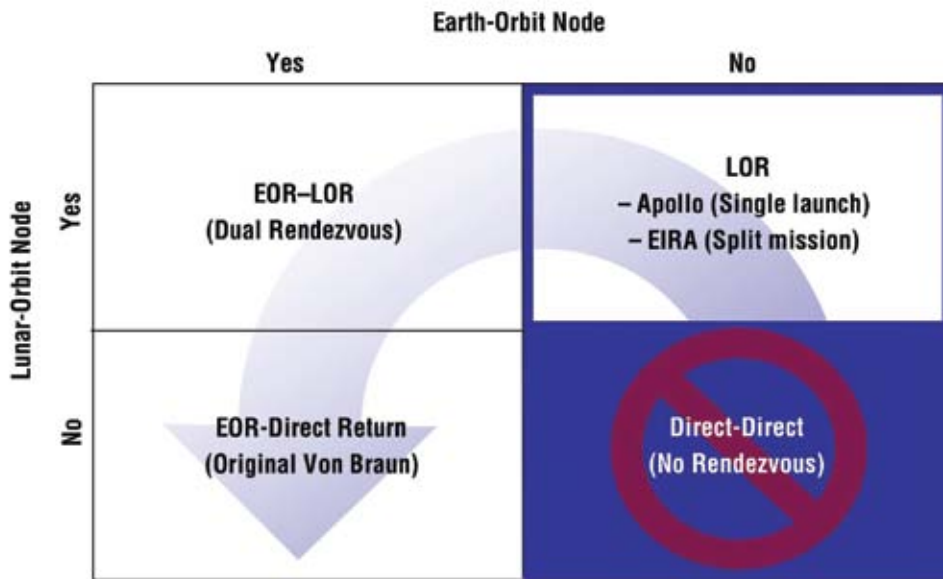 Earth-Orbit Node
Yes
No
Lunar-Orbit Node
Yes
EOR–LOR
(Dual Rendezvous)
LOR
– Apollo (Single launch)
– EIRA (Split mission)
No
EOR-Direct Return
(Original Von Braun)
Direct-Direct
(No Rendezvous)